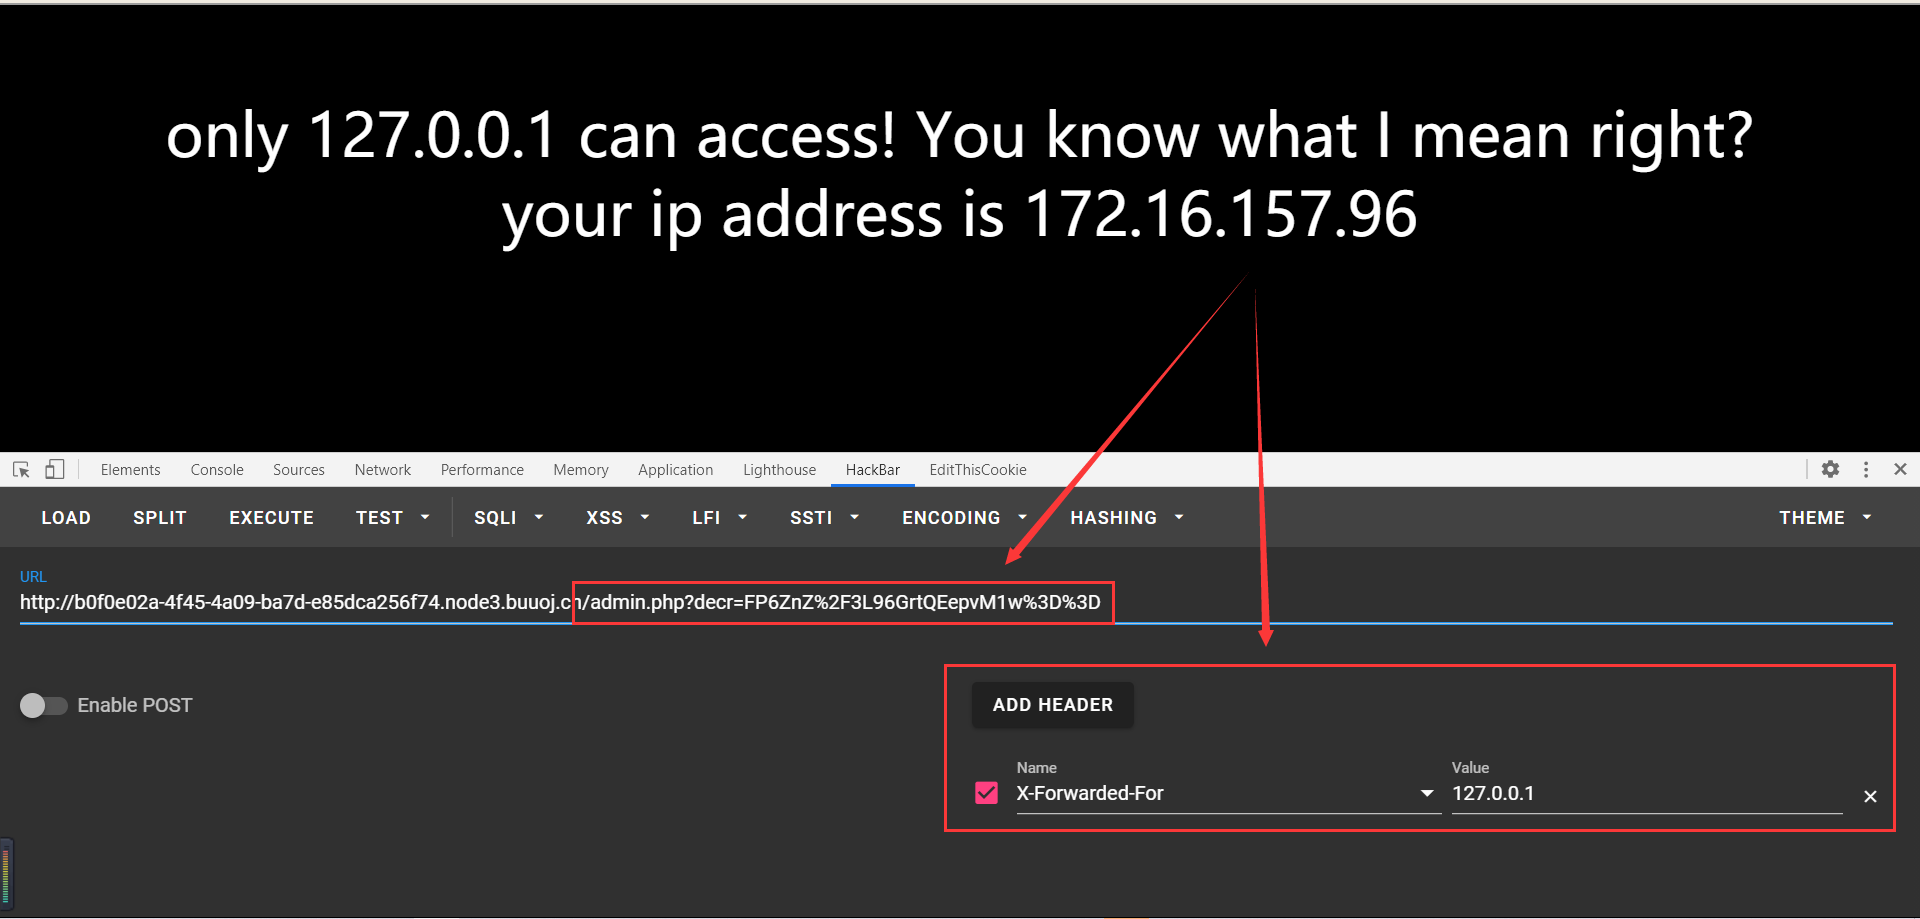 only 127.0.0.1 can access! You know what I mean right?
your ip address is 172.16.157.96
Elements Console Sources Network Performance Memory Application Lighthouse HackBar EditThisCookie
LOAD SPLIT EXECUTE TEST SQLI XSS LFI SSTI ENCODING HASHING THEME
URL
http://b0f0e02a-4f45-4a09-ba7d-e85dca256f74.node3.buuoj.cn/admin.php?decr=FP6ZnZ%2F3L96GrtQEepvM1w%3D%3D
Enable POST
ADD HEADER
Name Value
X-Forwarded-For 127.0.0.1